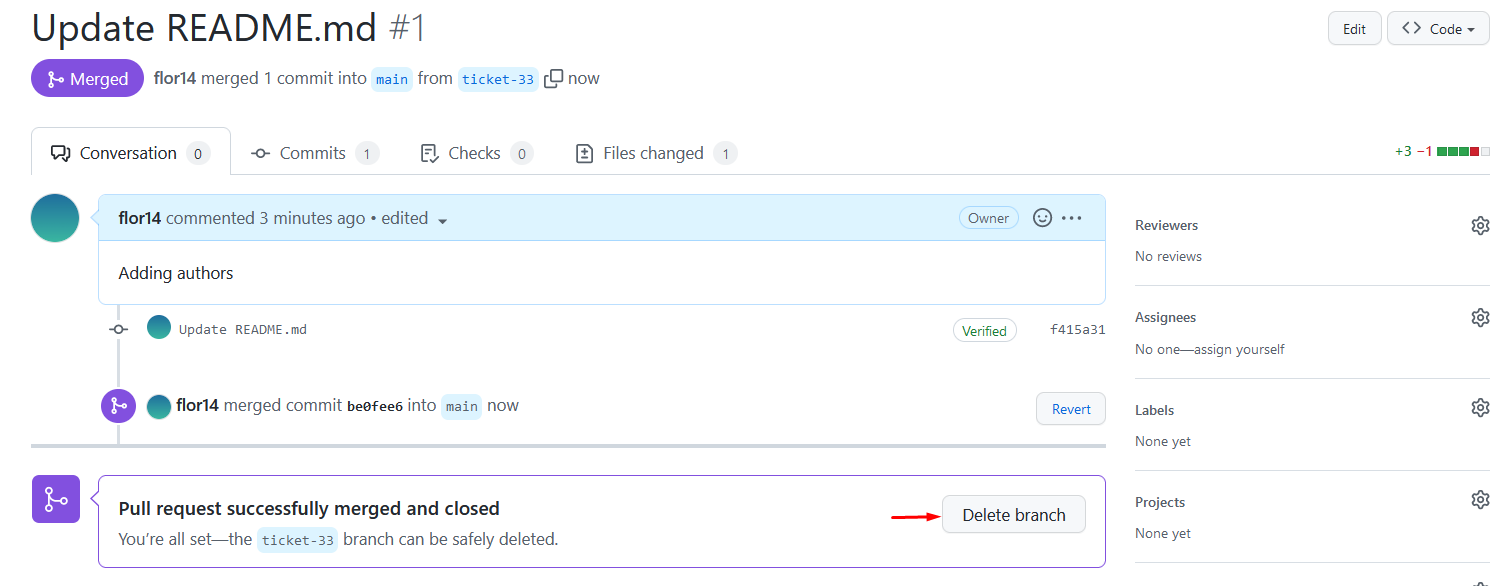 Update README.md #1
Edit
Code
Merged
flor14 merged 1 commit into main from ticket-33 now
Conversation 0
Commits 1
Checks 0
Files changed 1
+3 −1
flor14 commented 3 minutes ago • edited
Owner
Adding authors
Update README.md
Verified
f415a31
flor14 merged commit be0fee6 into main now
Revert
Pull request successfully merged and closed
You’re all set—the ticket-33 branch can be safely deleted.
Delete branch
Reviewers
No reviews
Assignees
No one—assign yourself
Labels
None yet
Projects
None yet